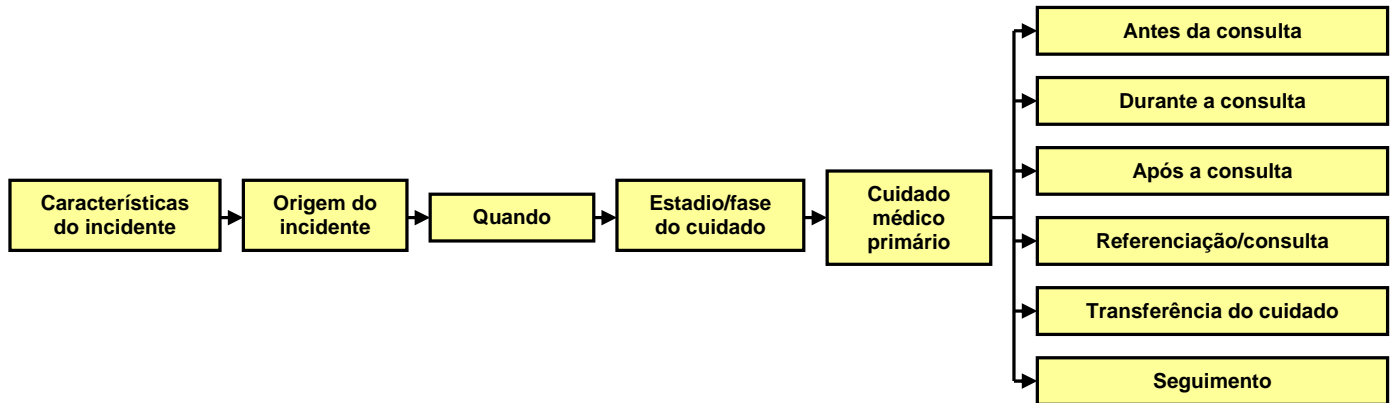 Características
do incidente
Origem do
incidente
Quando
Estadio/fase
do cuidado
Cuidado
médico
primário
Antes da consulta
Durante a consulta
Após a consulta
Referenciação/consulta
Transferência do cuidado
Seguimento